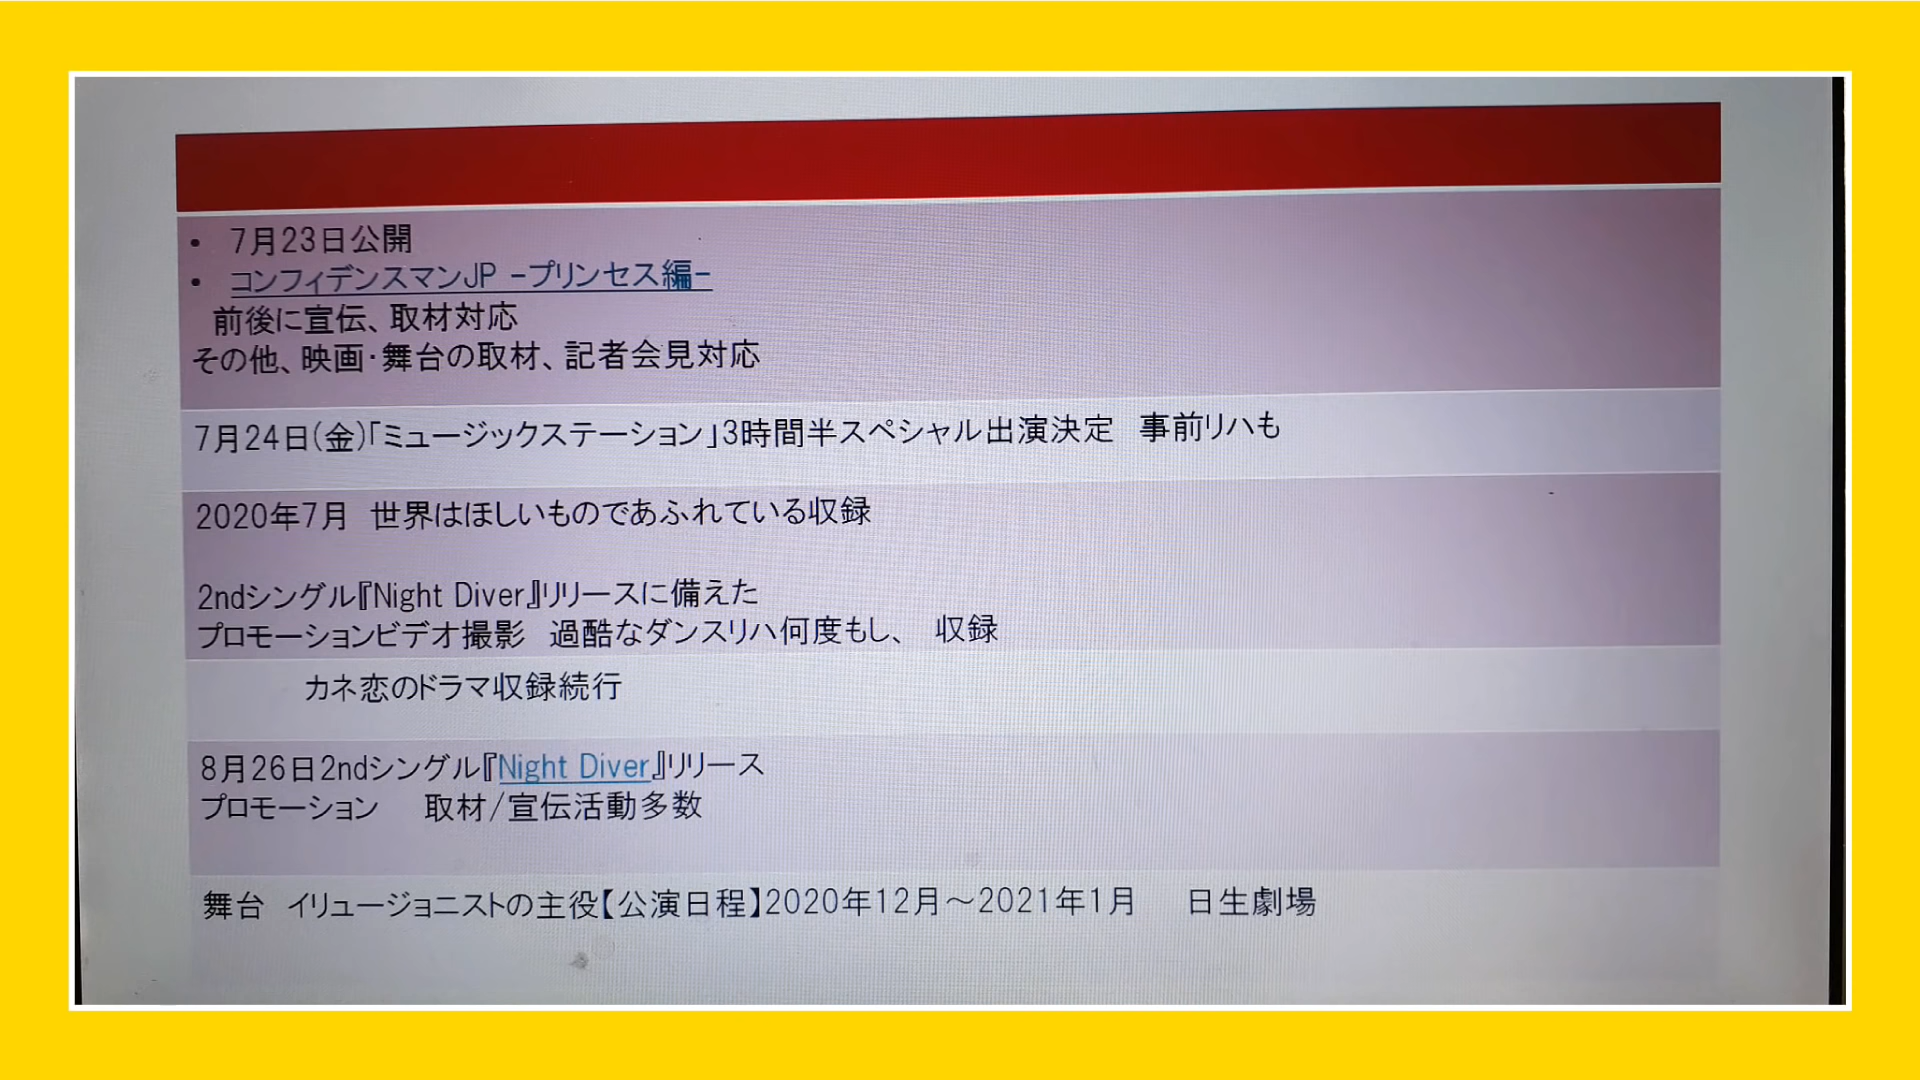 • 7月23日公開
• コンフィデンスマンJP -プリンセス編-
前後に宣伝、取材対応
その他、映画・舞台の取材、記者会見対応
7月24日(金)｢ミュージックステーション｣3時間半スペシャル出演決定　事前リハも
2020年7月　世界はほしいものであふれている収録
2ndシングル『Night Diver』リリースに備えた
プロモーションビデオ撮影　過酷なダンスリハ何度もし、　収録
カネ恋のドラマ収録続行
8月26日2ndシングル『Night Diver』リリース
プロモーション　取材/宣伝活動多数
舞台　イリュージョニストの主役【公演日程】2020年12月～2021年1月　日生劇場